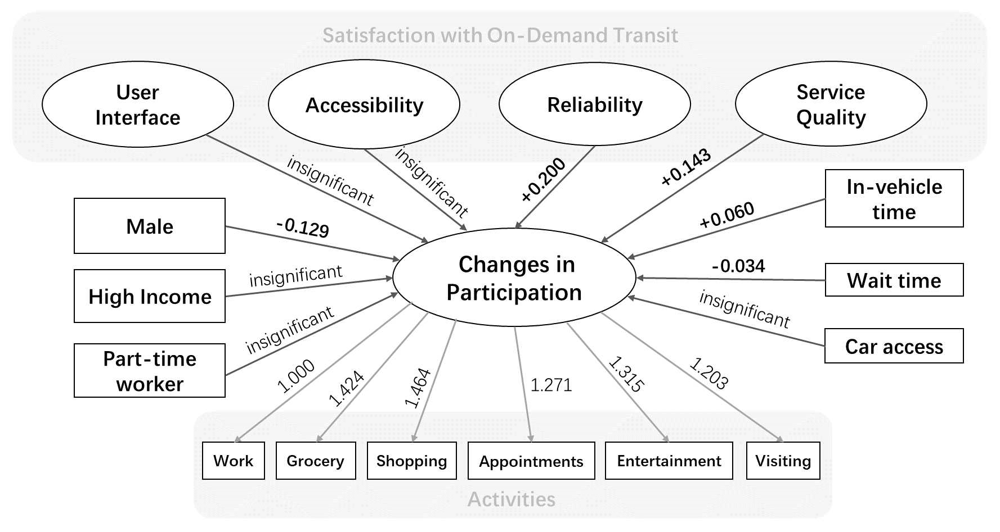 Satisfaction with On-Demand Transit
User
Interface
Accessibility
Reliability
Service
Quality
insignificant
insignificant
+0.200
+0.143
In-vehicle
time
Male
-0.129
+0.060
High Income
insignificant
Changes in
Participation
-0.034
Wait time
Part-time
worker
insignificant
insignificant
Car access
1.000
1.424
1.464
1.271
1.315
1.203
Work
Grocery
Shopping
Appointments
Entertainment
Visiting
Activities